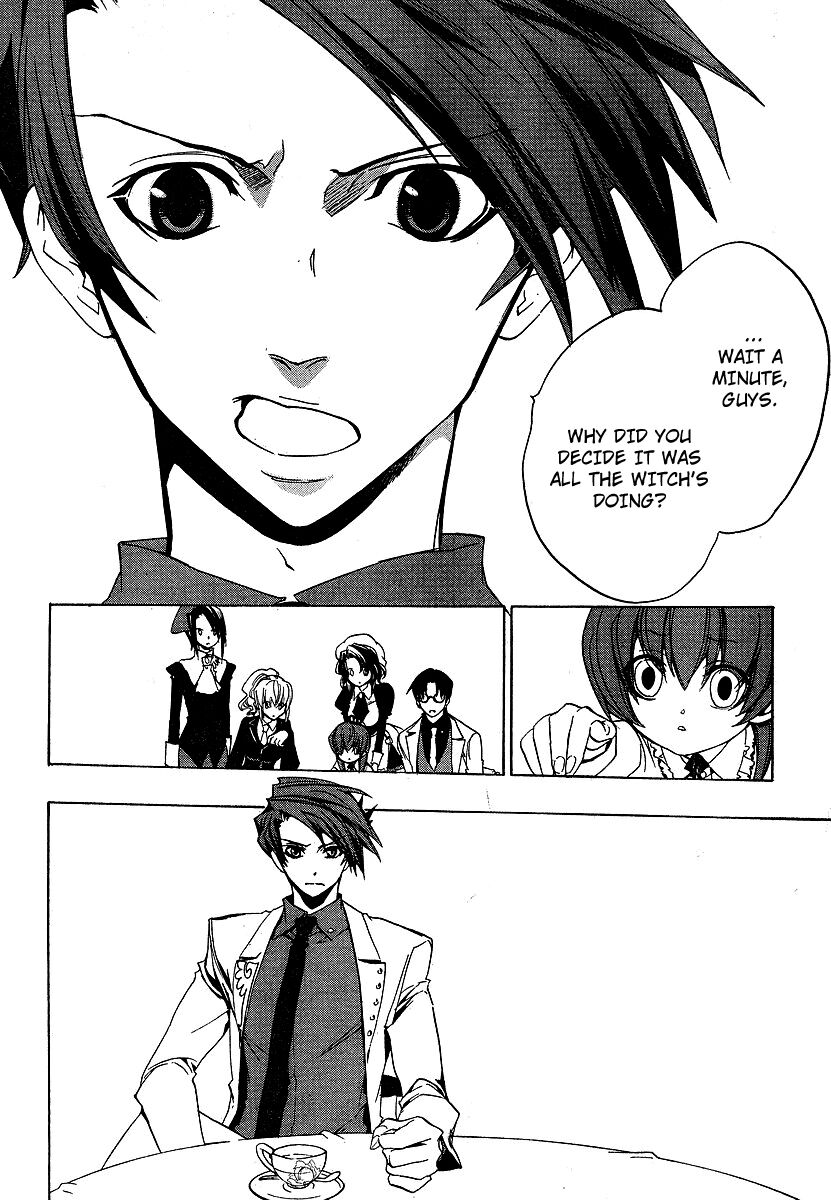 ...
WAIT A
MINUTE,
GUYS.
WHY DID YOU
DECIDE IT WAS
ALL THE WITCH'S
DOING?